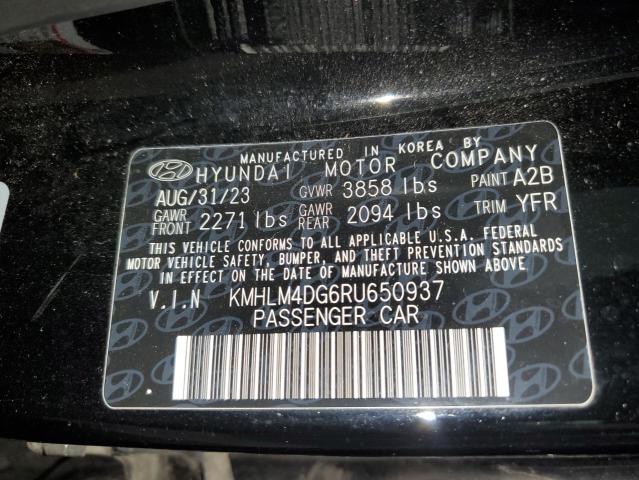 MANUFACTURED IN KOREA BY
HYUNDAI MOTOR COMPANY
AUG/31/23 GVWR 3858 lbs PAINT A2B
GAWR FRONT 2271 lbs GAWR REAR 2094 lbs TRIM YFR
THIS VEHICLE CONFORMS TO ALL APPLICABLE U.S.A. FEDERAL
MOTOR VEHICLE SAFETY, BUMPER, AND THEFT PREVENTION STANDARDS
IN EFFECT ON THE DATE OF MANUFACTURE SHOWN ABOVE.
V.I.N KMHLM4DG6RU650937
PASSENGER CAR